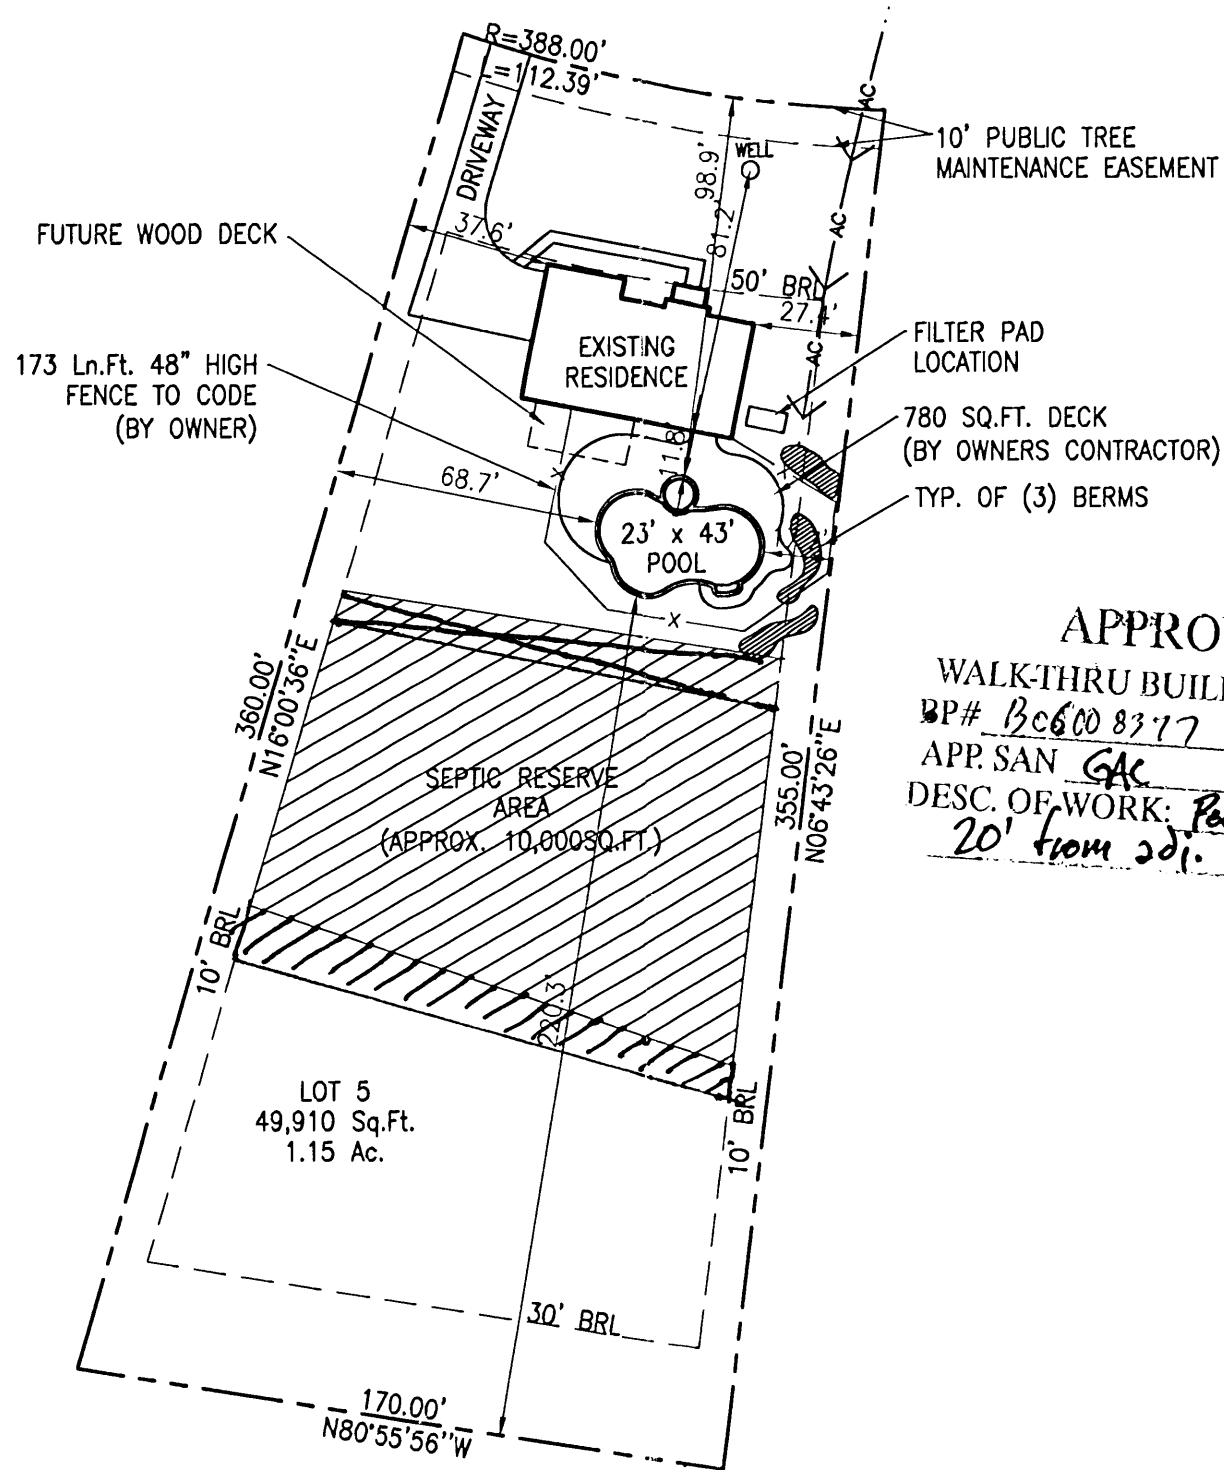 R=388.00'
L=112.39'
DRIVEWAY
AC
10' PUBLIC TREE
MAINTENANCE EASEMENT
WELL
98.9'
81.2'
AC
FUTURE WOOD DECK
37.6'
50' BRL
27.4'
AC
FILTER PAD
LOCATION
EXISTING
RESIDENCE
173 Ln.Ft. 48" HIGH
FENCE TO CODE
(BY OWNER)
780 SQ.FT. DECK
(BY OWNERS CONTRACTOR)
11.8'
x
x
68.7'
TYP. OF (3) BERMS
23' x 43'
POOL
x
APPRO
WALK-THRU BUIL
BP# BC6008377
APP. SAN GAC
DESC. OF WORK:
20' from adj.
360.00'
N16°00'36"E
355.00'
N06°43'26"E
SEPTIC RESERVE
AREA
(APPROX. 10,000SQ.FT.)
10' BRL
220.3'
LOT 5
49,910 Sq.Ft.
1.15 Ac.
10' BRL
30' BRL
170.00'
N80°55'56"W